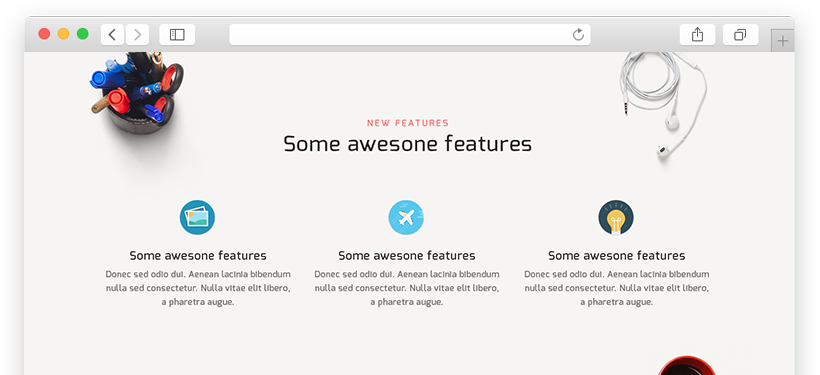 NEW FEATURES
Some awesone features
Some awesone features
Donec sed odio dui. Aenean lacinia bibendum
nulla sed consectetur. Nulla vitae elit libero,
a pharetra augue.
Some awesone features
Donec sed odio dui. Aenean lacinia bibendum
nulla sed consectetur. Nulla vitae elit libero,
a pharetra augue.
Some awesone features
Donec sed odio dui. Aenean lacinia bibendum
nulla sed consectetur. Nulla vitae elit libero,
a pharetra augue.